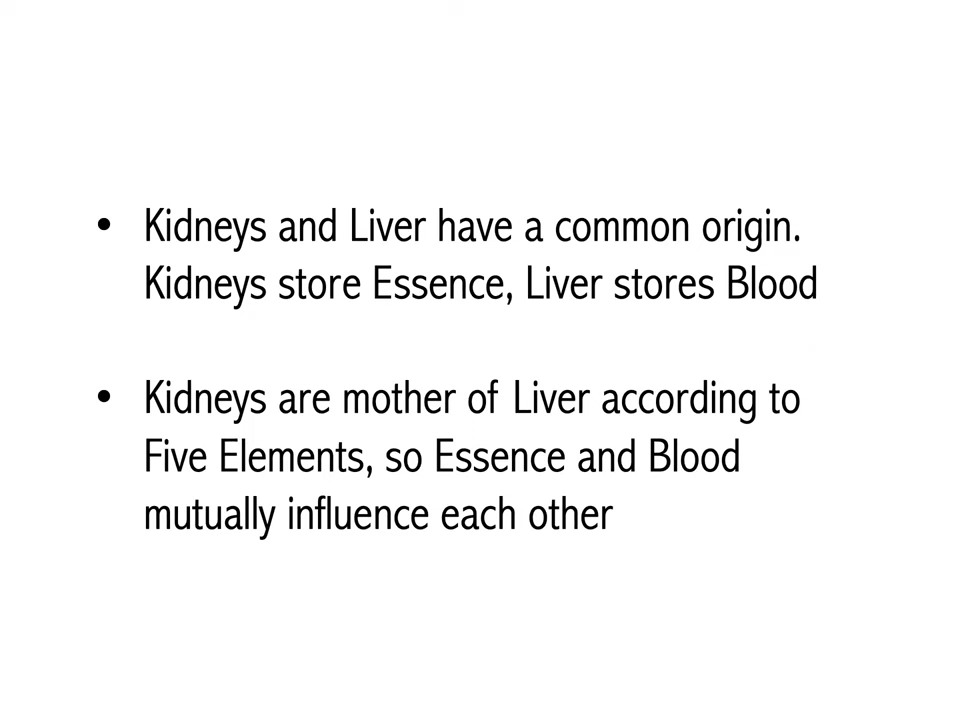 • Kidneys and Liver have a common origin.
Kidneys store Essence, Liver stores Blood
• Kidneys are mother of Liver according to
Five Elements, so Essence and Blood
mutually influence each other